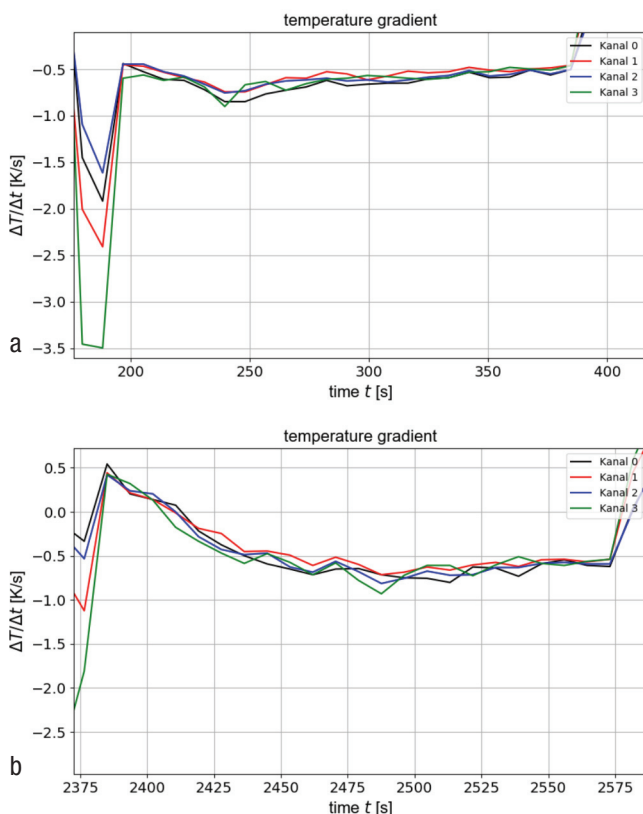 temperature gradient
Kanal 0
Kanal 1
Kanal 2
Kanal 3
−0.5
−1.0
−1.5
−2.0
−2.5
−3.0
−3.5
ΔT/Δt [K/s]
200
250
300
350
400
time t [s]
a
temperature gradient
Kanal 0
Kanal 1
Kanal 2
Kanal 3
0.5
0.0
−0.5
−1.0
−1.5
−2.0
−2.5
ΔT/Δt [K/s]
2375
2400
2425
2450
2475
2500
2525
2550
2575
time t [s]
b